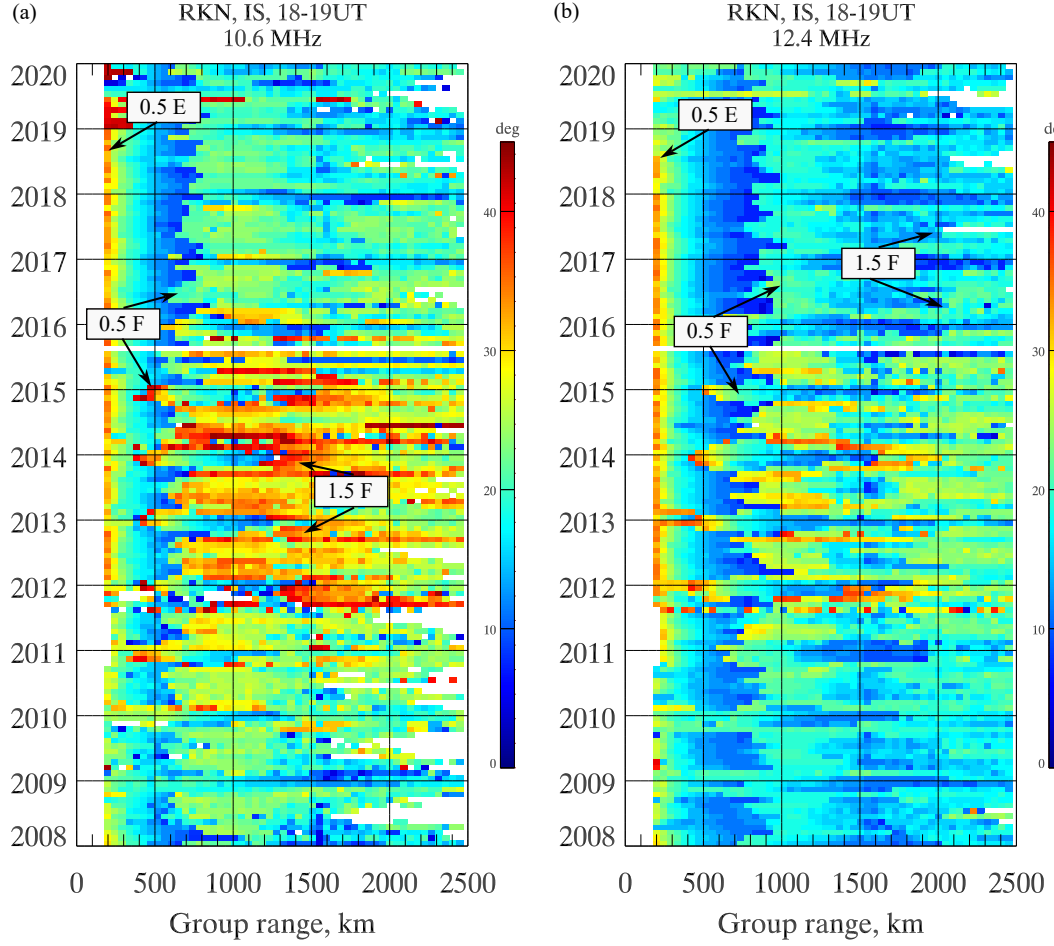 (a)
RKN, IS, 18-19UT
10.6 MHz
2020
2019
2018
2017
2016
2015
2014
2013
2012
2011
2010
2009
2008
0.5 E
0.5 F
1.5 F
deg
40
30
20
10
0
0 500 1000 1500 2000 2500
Group range, km
(b)
RKN, IS, 18-19UT
12.4 MHz
2020
2019
2018
2017
2016
2015
2014
2013
2012
2011
2010
2009
2008
0.5 E
1.5 F
0.5 F
de
40
30
20
10
0
0 500 1000 1500 2000 2500
Group range, km